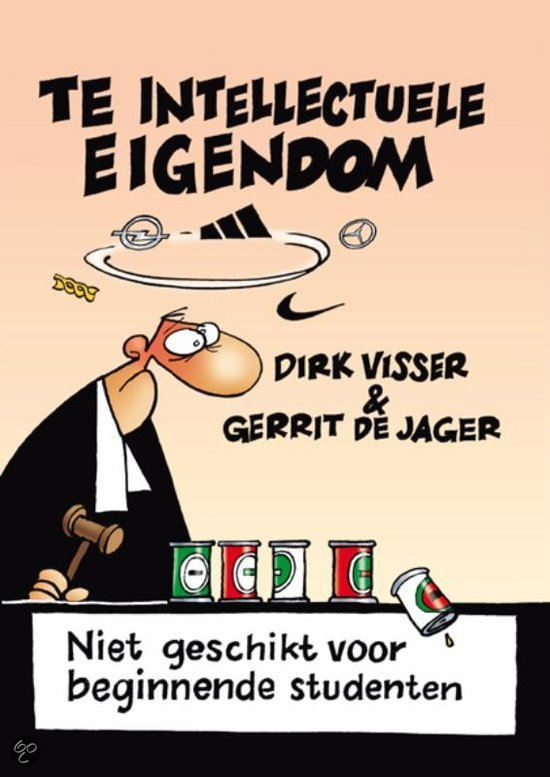 TE INTELLECTUELE
EIGENDOM
DIRK VISSER
&
GERRIT DE JAGER
Niet geschikt voor
beginnende studenten